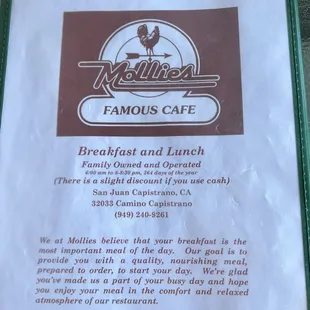 Mollies
FAMOUS CAFE
Breakfast and Lunch
Family Owned and Operated
(There is a slight discount if you use cash)
San Juan Capistrano, CA
32033 Camino Capistrano
(949) 240-9261
We at Mollies believe that your breakfast is the
most important meal of the day. Our goal is to
provide you with a quality, nourishing meal,
prepared to order, to start your day. We're glad
you've made us a part of your busy day and hope
you enjoy your meal in the comfort and relaxed
atmosphere of our restaurant.